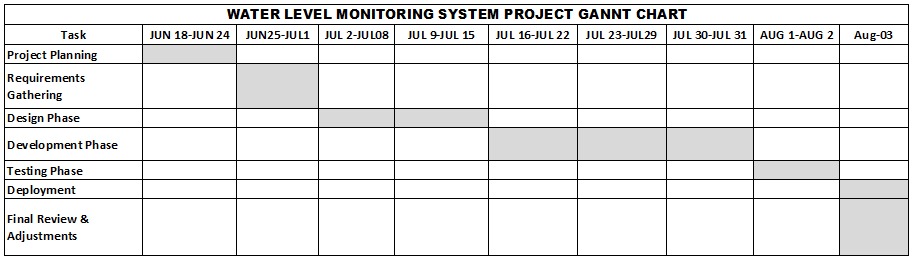 WATER LEVEL MONITORING SYSTEM PROJECT GANNT CHART
Task JUN 18-JUN 24 JUN25-JUL1 JUL 2-JUL08 JUL 9-JUL 15 JUL 16-JUL 22 JUL 23-JUL29 JUL 30-JUL 31 AUG 1-AUG 2 Aug-03
Project Planning
Requirements
Gathering
Design Phase
Development Phase
Testing Phase
Deployment
Final Review &
Adjustments